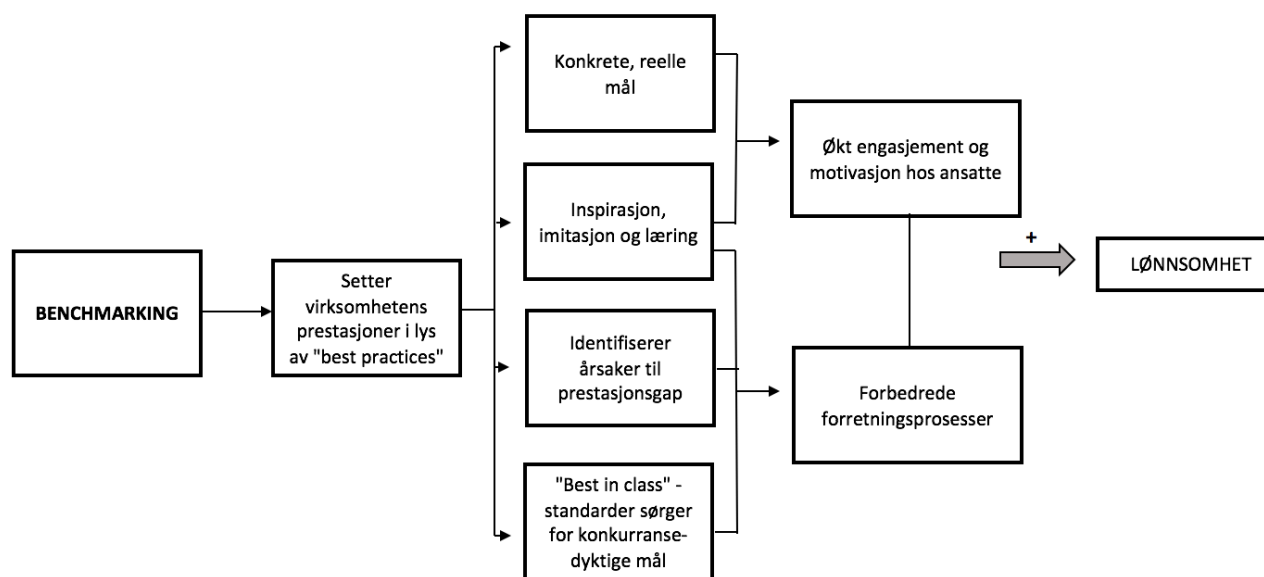 BENCHMARKING
Setter
virksomhetens
prestasjoner i lys
av "best practices"
Konkrete, reelle
mål
Inspirasjon,
imitasjon og læring
Identifiserer
årsaker til
prestasjonsgap
"Best in class" -
standarder sørger
for konkurranse-
dyktige mål
Økt engasjement og
motivasjon hos ansatte
Forbedrede
forretningsprosesser
+
LØNNSOMHET